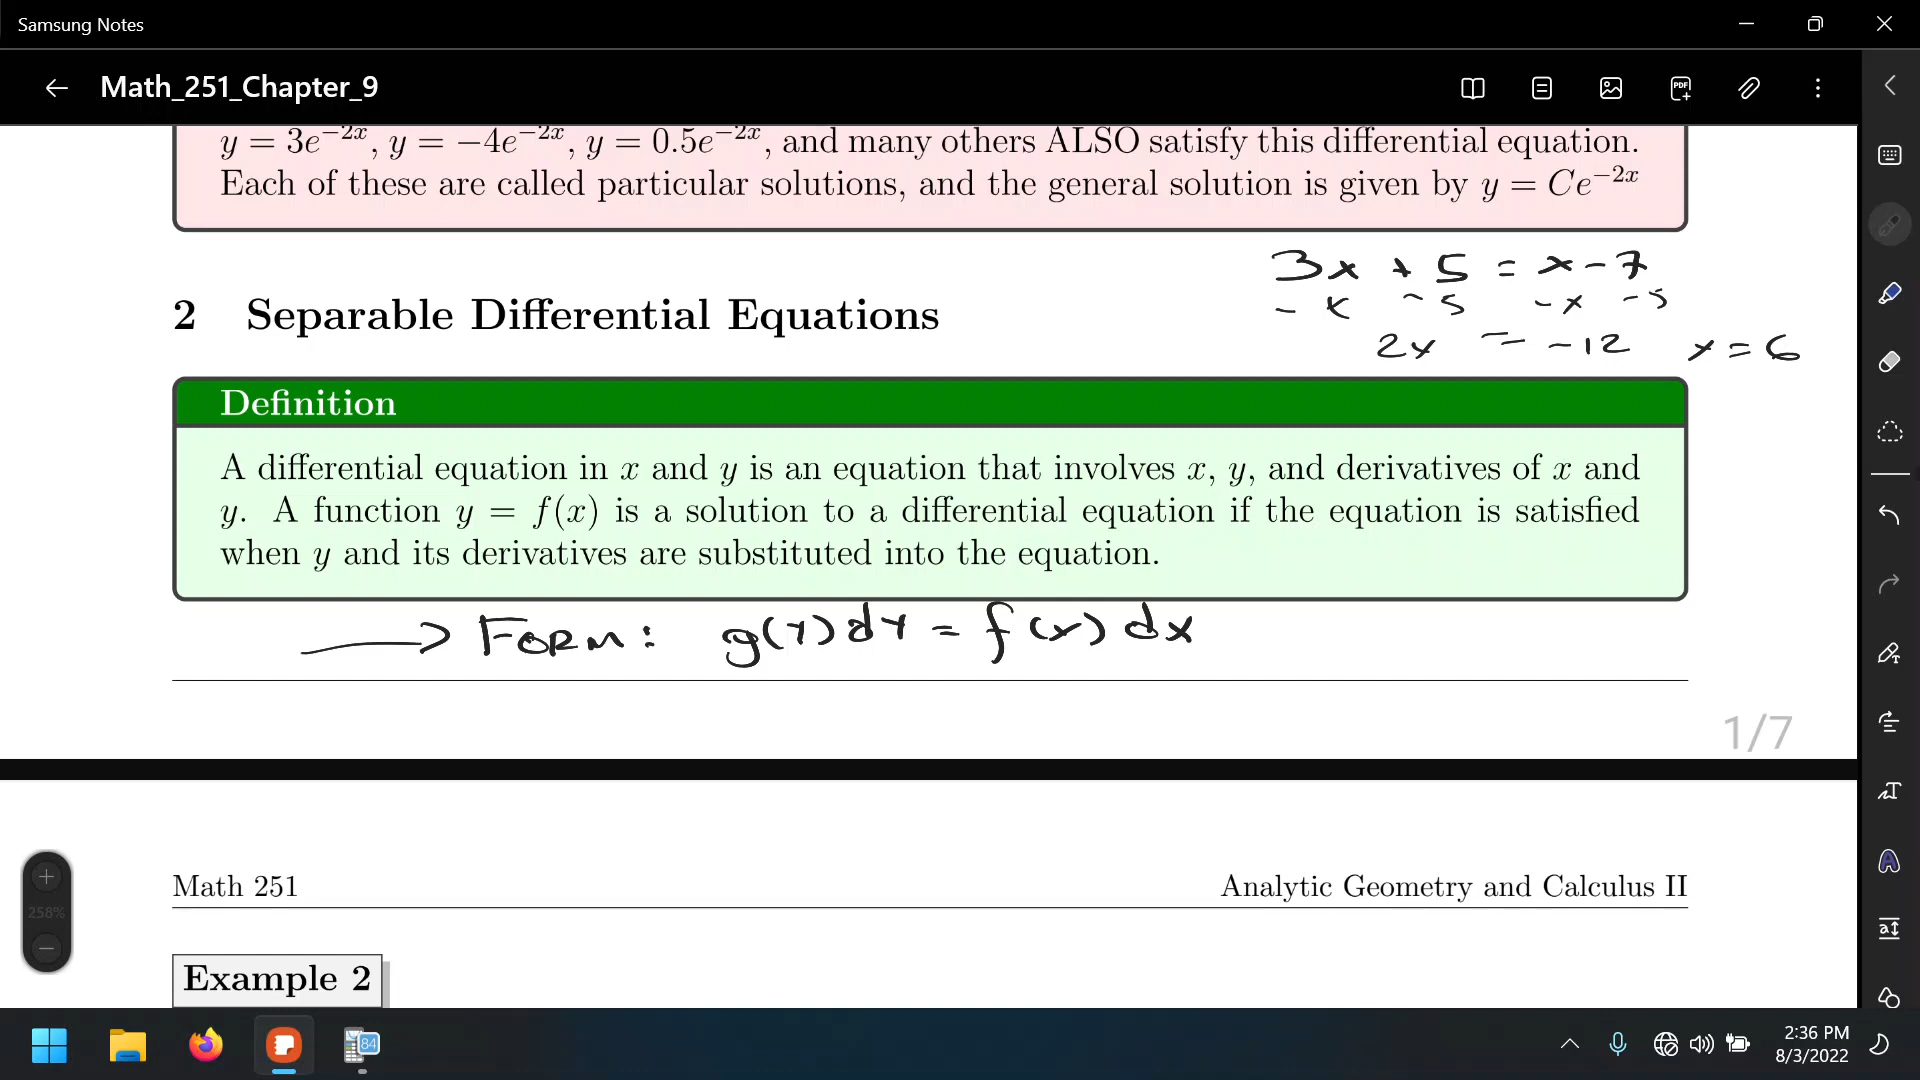 Samsung Notes
Math_251_Chapter_9
PDF
y = 3e^{−2x}, y = −4e^{−2x}, y = 0.5e^{−2x}, and many others ALSO satisfy this differential equation.
Each of these are called particular solutions, and the general solution is given by y = Ce^{−2x}
3x + 5 = x - 7
- x - 5 - x - 5
2x = -12 x = 6
2 Separable Differential Equations
Definition
A differential equation in x and y is an equation that involves x, y, and derivatives of x and
y. A function y = f(x) is a solution to a differential equation if the equation is satisfied
when y and its derivatives are substituted into the equation.
→ Form: g(y)dy = f(x)dx
1/7
Math 251
Analytic Geometry and Calculus II
258%
Example 2
84
2:36 PM
8/3/2022